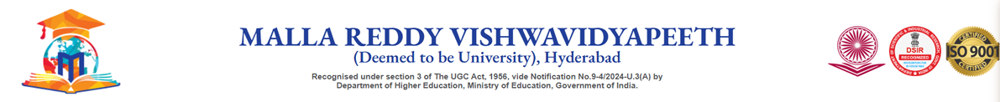 MALLA REDDY VISHWAVIDYAPEETH
(Deemed to be University), Hyderabad
Recognised under section 3 of The UGC Act, 1956, vide Notification No.9-4/2024-U.3(A) by
Department of Higher Education, Ministry of Education, Government of India.
DSIR
RECOGNIZED
CERTIFIED
ISO 9001
CERTIFIED